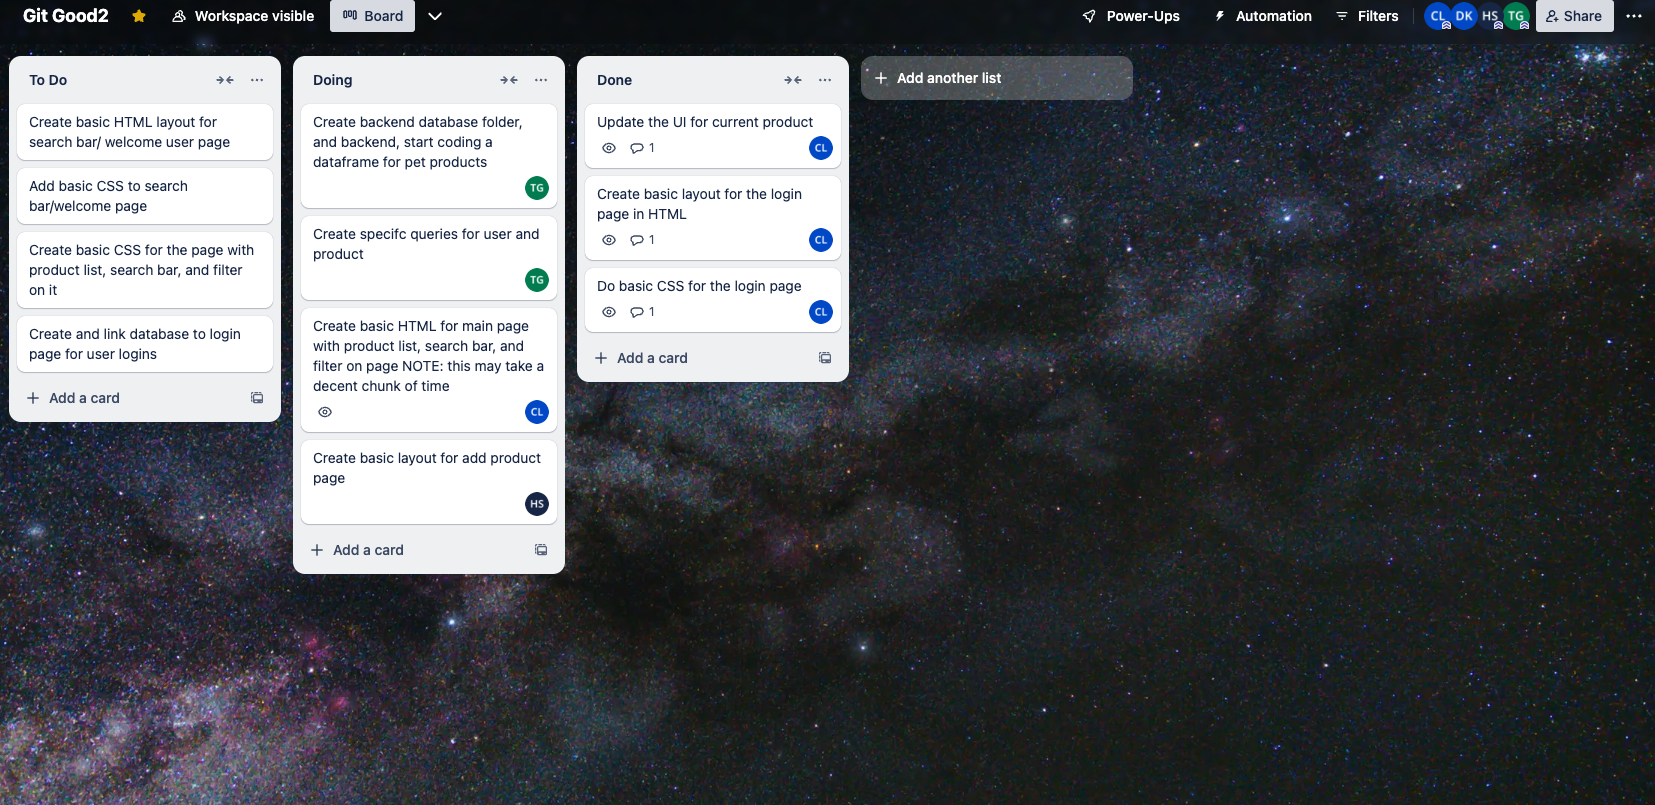 Git Good2
Workspace visible
Board
Power-Ups
Automation
Filters
CL
DK
HS
TG
Share
To Do
Create basic HTML layout for
search bar/ welcome user page
Add basic CSS to search
bar/welcome page
Create basic CSS for the page with
product list, search bar, and filter
on it
Create and link database to login
page for user logins
Add a card
Doing
Create backend database folder,
and backend, start coding a
dataframe for pet products
TG
Create specifc queries for user and
product
TG
Create basic HTML for main page
with product list, search bar, and
filter on page NOTE: this may take a
decent chunk of time
CL
Create basic layout for add product
page
HS
Add a card
Done
Update the UI for current product
1
CL
Create basic layout for the login
page in HTML
1
CL
Do basic CSS for the login page
1
CL
Add a card
Add another list